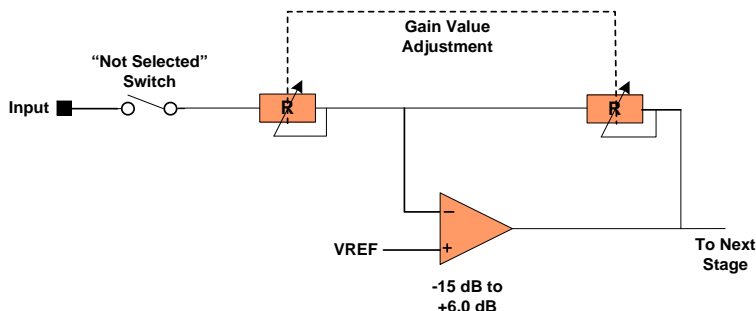 Gain Value
Adjustment
“Not Selected”
Switch
Input
R
R
−
+
VREF
To Next
Stage
-15 dB to
+6.0 dB